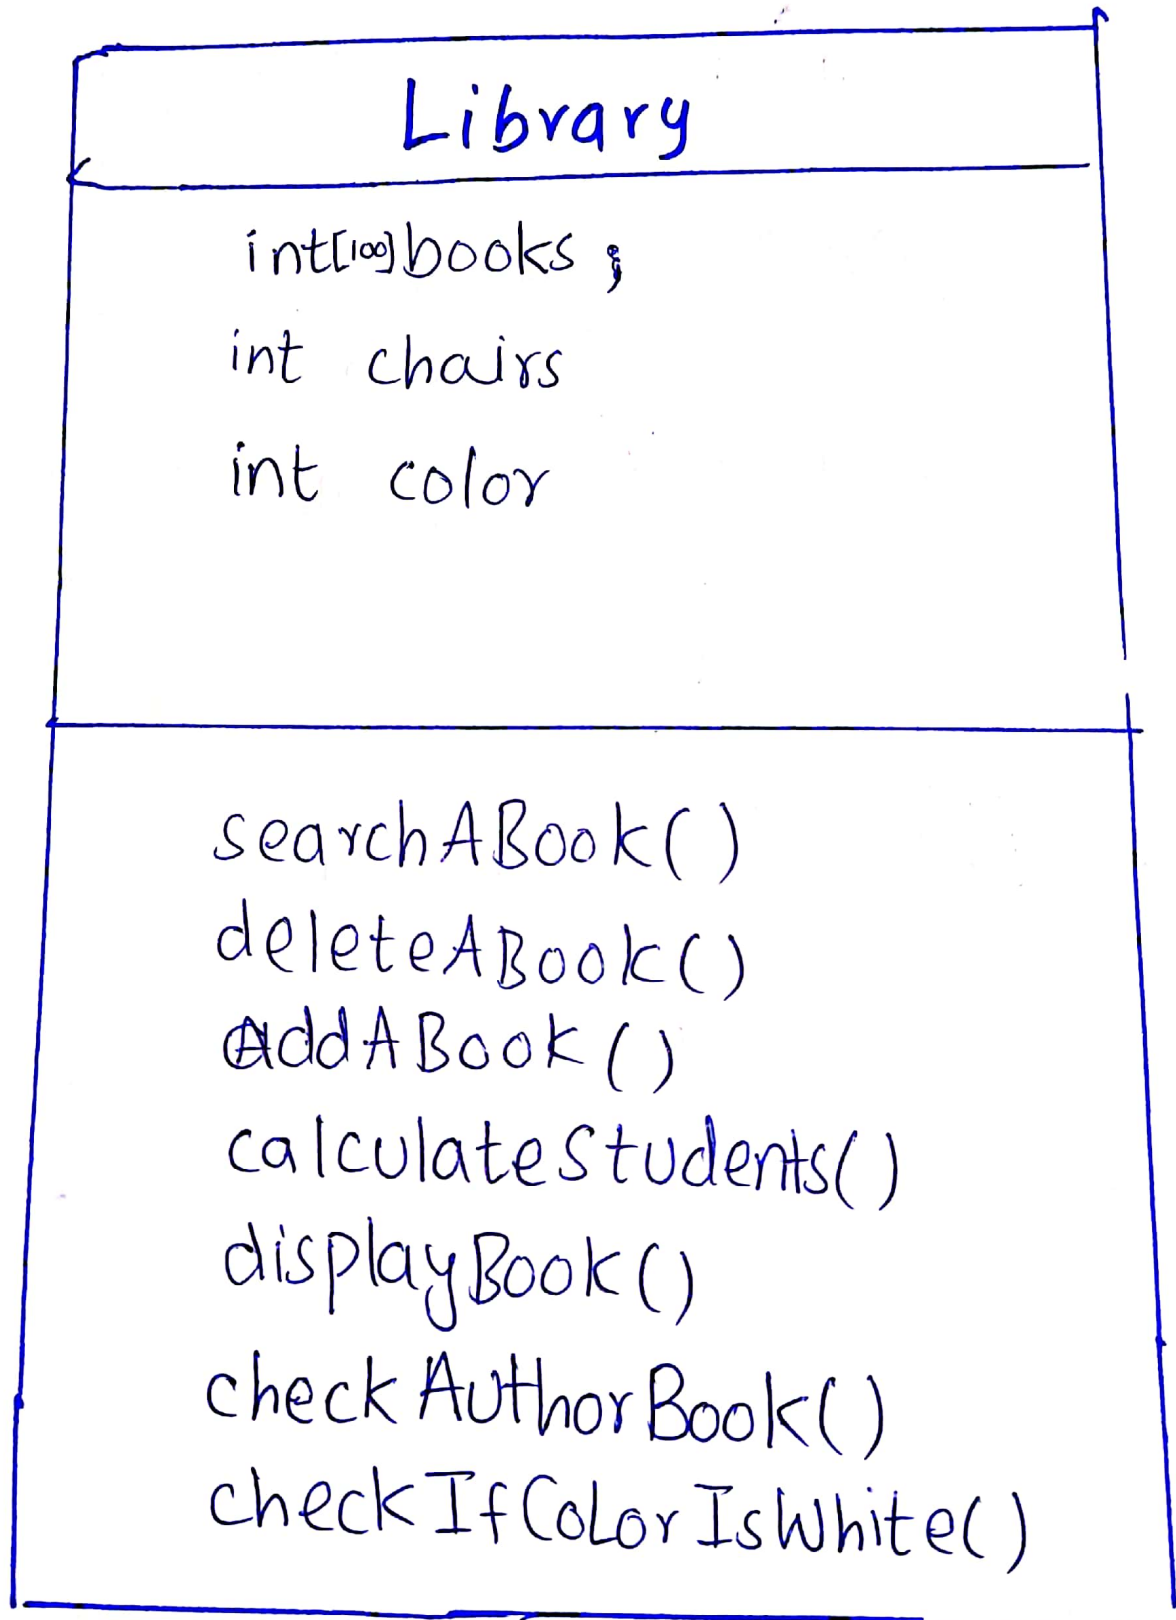 Library
int[100]books;
int chairs
int color
searchABook()
deleteABook()
AddABook()
calculateStudents()
displayBook()
checkAuthorBook()
checkIfColorIsWhite()